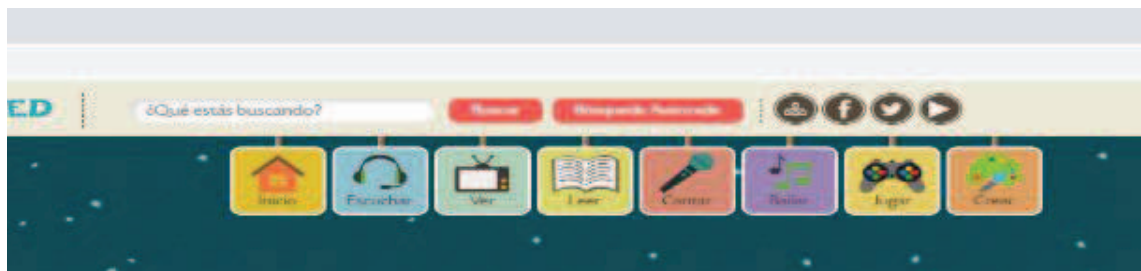 ED ¿Qué estás buscando? Buscar Búsqueda Avanzada
Inicio Escuchar Ver Leer Cantar Bailar Jugar Crear